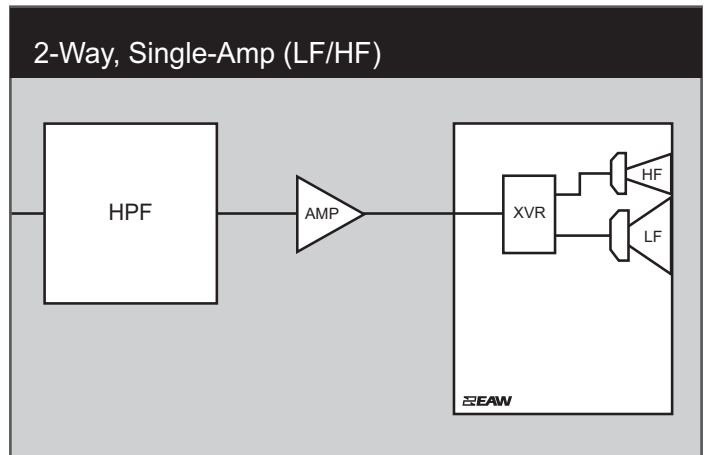 2-Way, Single-Amp (LF/HF)
HPF
AMP
XVR
HF
LF
EAW